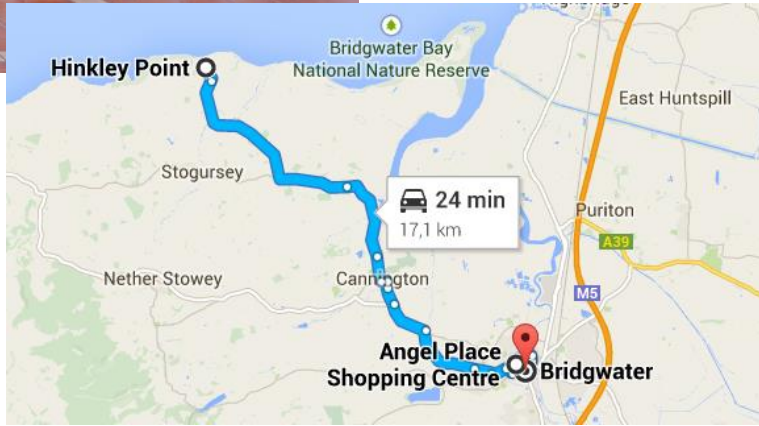 Bridgwater Bay
National Nature Reserve
Hinkley Point
East Huntspill
Stogursey
24 min
17,1 km
Puriton
A39
Nether Stowey
Cannington
M5
Angel Place
Shopping Centre
Bridgwater